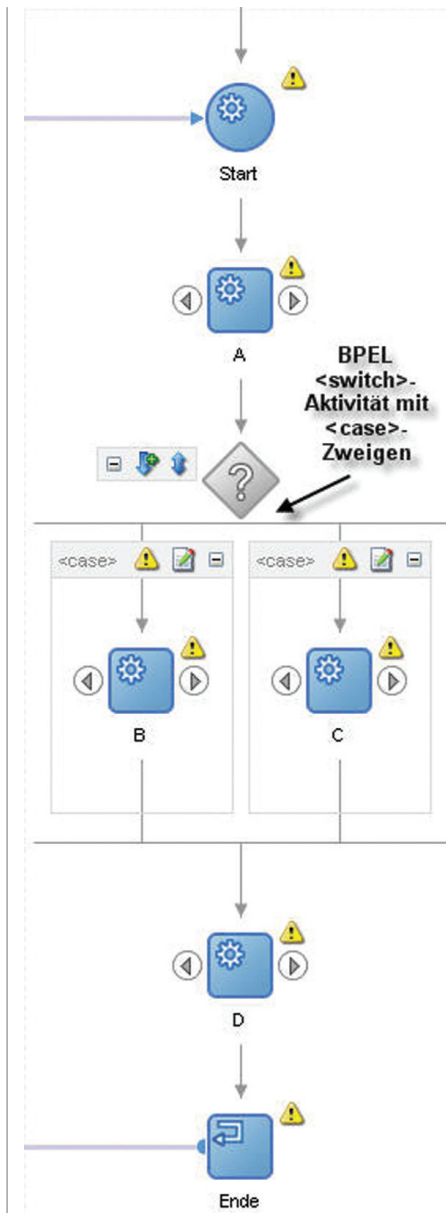 Start
A
BPEL
<switch>-
Aktivität mit
<case>-
Zweigen
?
<case>
<case>
B
C
D
Ende